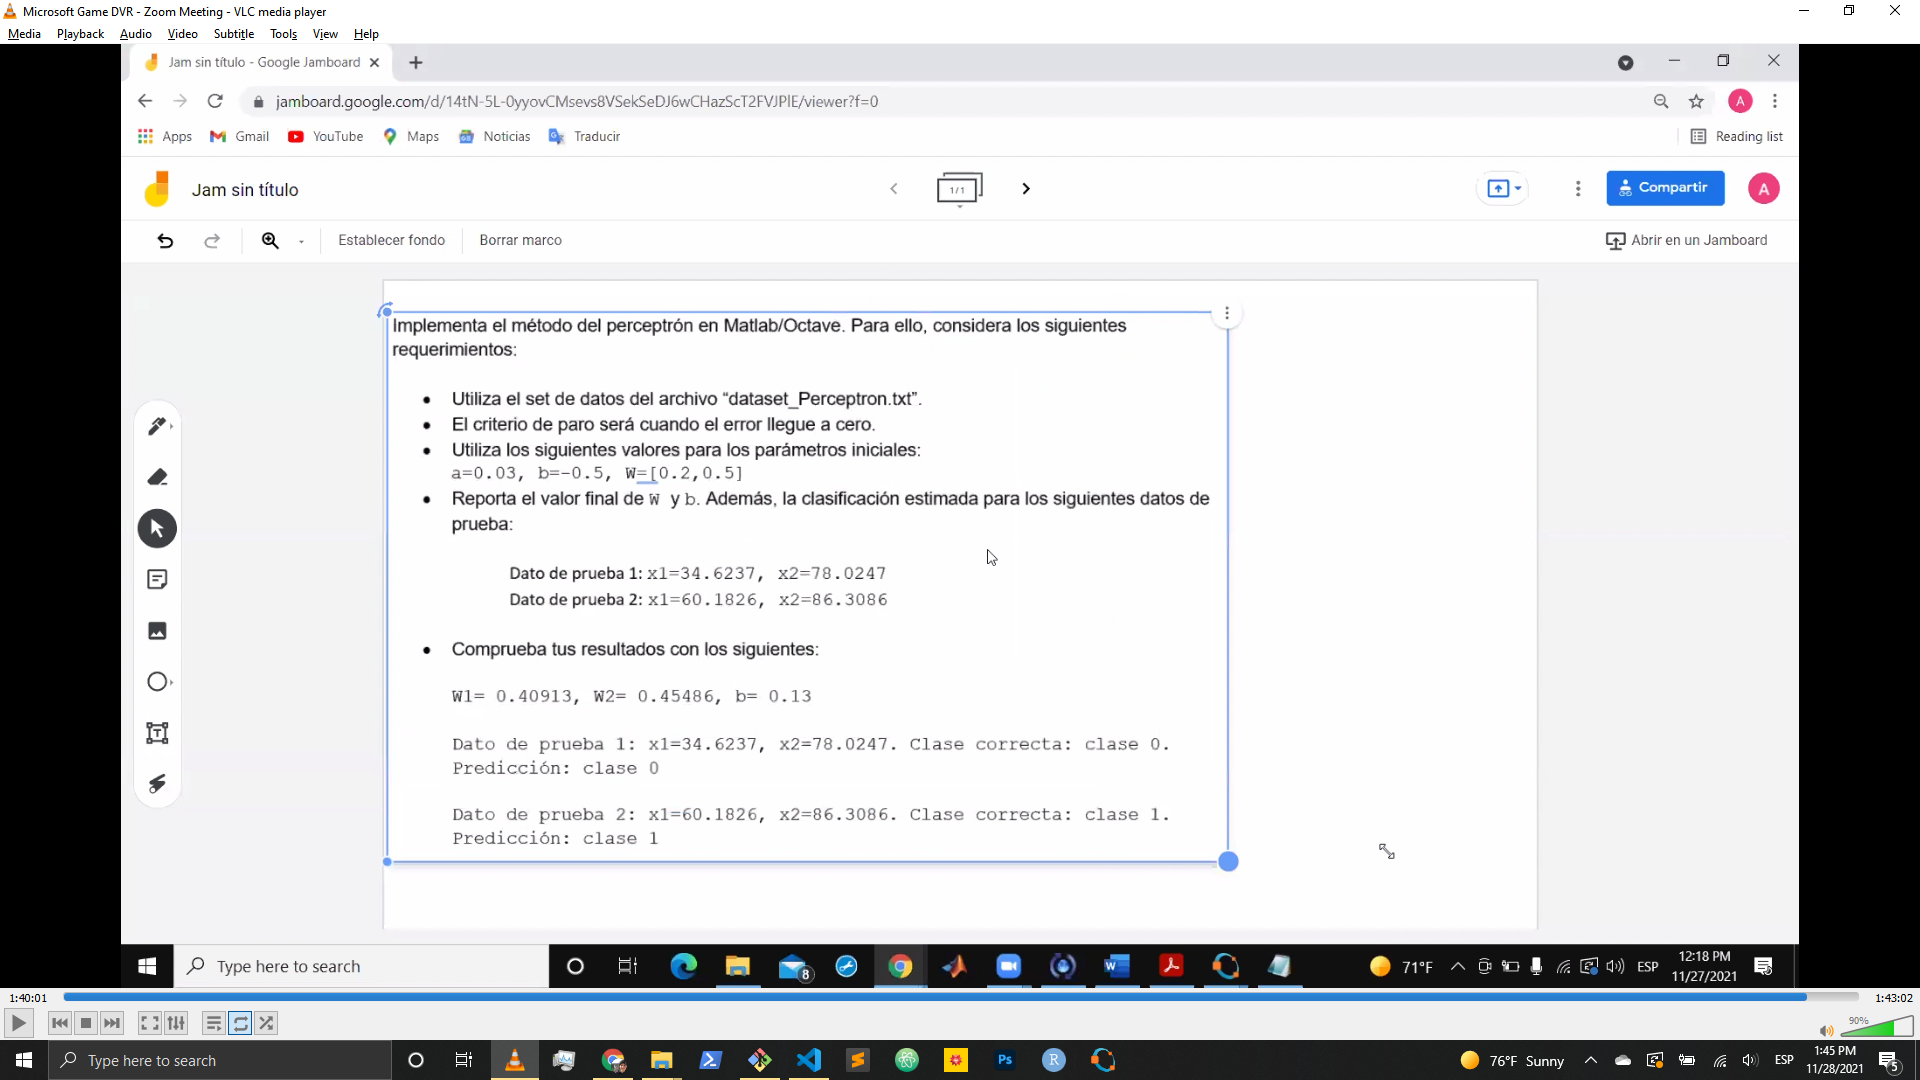 Microsoft Game DVR - Zoom Meeting - VLC media player
Media Playback Audio Video Subtitle Tools View Help
Jam sin título - Google Jamboard
jamboard.google.com/d/14tN-5L-0yyovCMsevs8VSekSeDJ6wCHazScT2FVJPlE/viewer?f=0
A
Apps Gmail YouTube Maps Noticias Traducir Reading list
Jam sin título
1/1
Compartir
A
Establecer fondo Borrar marco
Abrir en un Jamboard
Implementa el método del perceptrón en Matlab/Octave. Para ello, considera los siguientes
requerimientos:
• Utiliza el set de datos del archivo “dataset_Perceptron.txt”.
• El criterio de paro será cuando el error llegue a cero.
• Utiliza los siguientes valores para los parámetros iniciales:
a=0.03, b=-0.5, W=[0.2,0.5]
• Reporta el valor final de W y b. Además, la clasificación estimada para los siguientes datos de
prueba:
Dato de prueba 1: x1=34.6237, x2=78.0247
Dato de prueba 2: x1=60.1826, x2=86.3086
• Comprueba tus resultados con los siguientes:
W1= 0.40913, W2= 0.45486, b= 0.13
Dato de prueba 1: x1=34.6237, x2=78.0247. Clase correcta: clase 0.
Predicción: clase 0
Dato de prueba 2: x1=60.1826, x2=86.3086. Clase correcta: clase 1.
Predicción: clase 1
Type here to search
8
71°F
ESP
12:18 PM
11/27/2021
3
1:40:01
1:43:02
90%
Type here to search
Ps
R
76°F Sunny
ESP
1:45 PM
11/28/2021
5